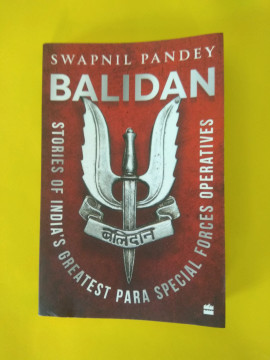 SWAPNIL PANDEY
BALIDAN
STORIES OF INDIA'S GREATEST PARA SPECIAL FORCES OPERATIVES
बलिदान